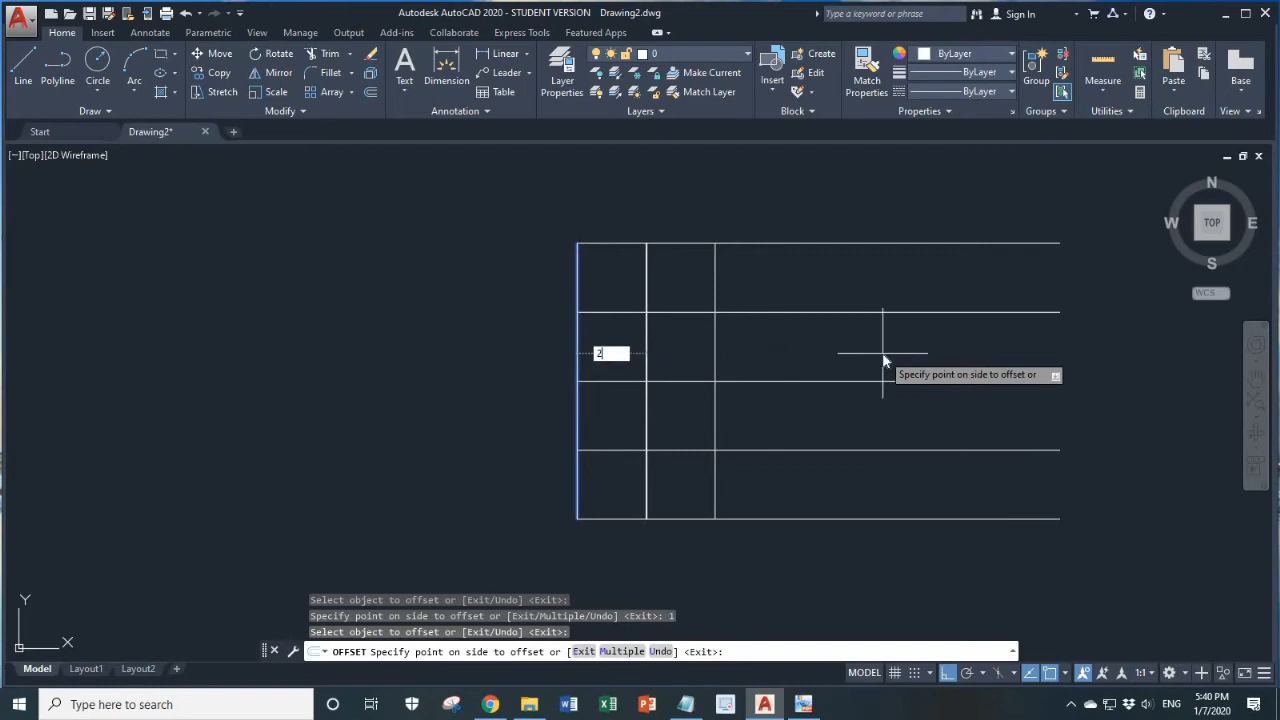 Autodesk AutoCAD 2020 - STUDENT VERSION Drawing2.dwg
Type a keyword or phrase
Sign In
Home Insert Annotate Parametric View Manage Output Add-ins Collaborate Express Tools Featured Apps
Line
Polyline
Circle
Arc
Move
Rotate
Trim
Copy
Mirror
Fillet
Stretch
Scale
Array
Text
Dimension
Linear
Leader
Table
Layer
Properties
0
Make Current
Match Layer
Insert
Create
Edit
Match
Properties
ByLayer
ByLayer
ByLayer
Group
Measure
Paste
Base
Draw
Modify
Annotation
Layers
Block
Properties
Groups
Utilities
Clipboard
View
Start
Drawing2*
[−][Top][2D Wireframe]
N
W
TOP
E
S
WCS
2
Specify point on side to offset or
Y
X
Select object to offset or [Exit/Undo] <Exit>:
Specify point on side to offset or [Exit/Multiple/Undo] <Exit>: 1
Select object to offset or [Exit/Undo] <Exit>:
OFFSET Specify point on side to offset or [Exit Multiple Undo] <Exit>:
Model
Layout1
Layout2
MODEL
1:1
Type here to search
ENG
5:40 PM
1/7/2020